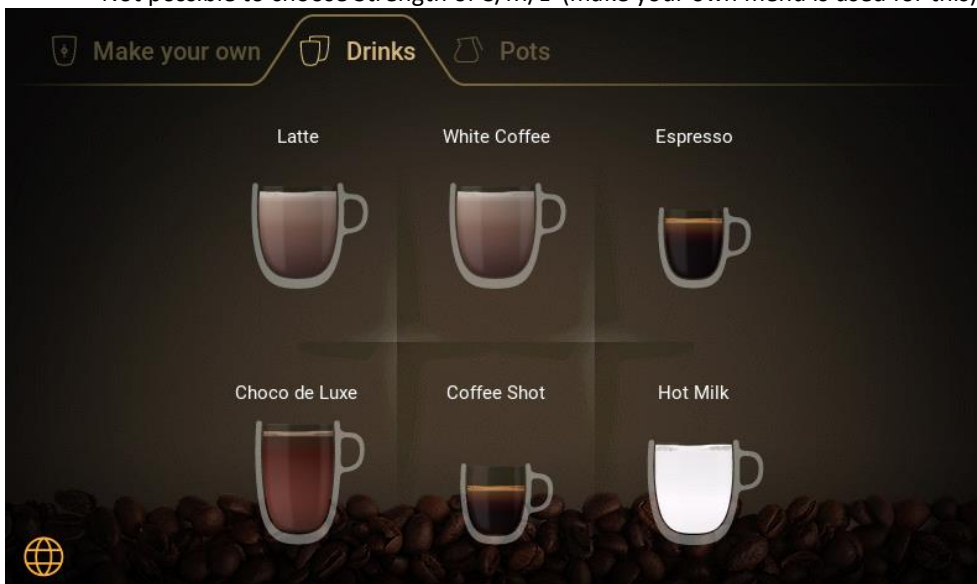 Not possible to choose strength or S/M/L (make your own menu is used for this)
Make your own
Drinks
Pots
Latte
White Coffee
Espresso
Choco de Luxe
Coffee Shot
Hot Milk